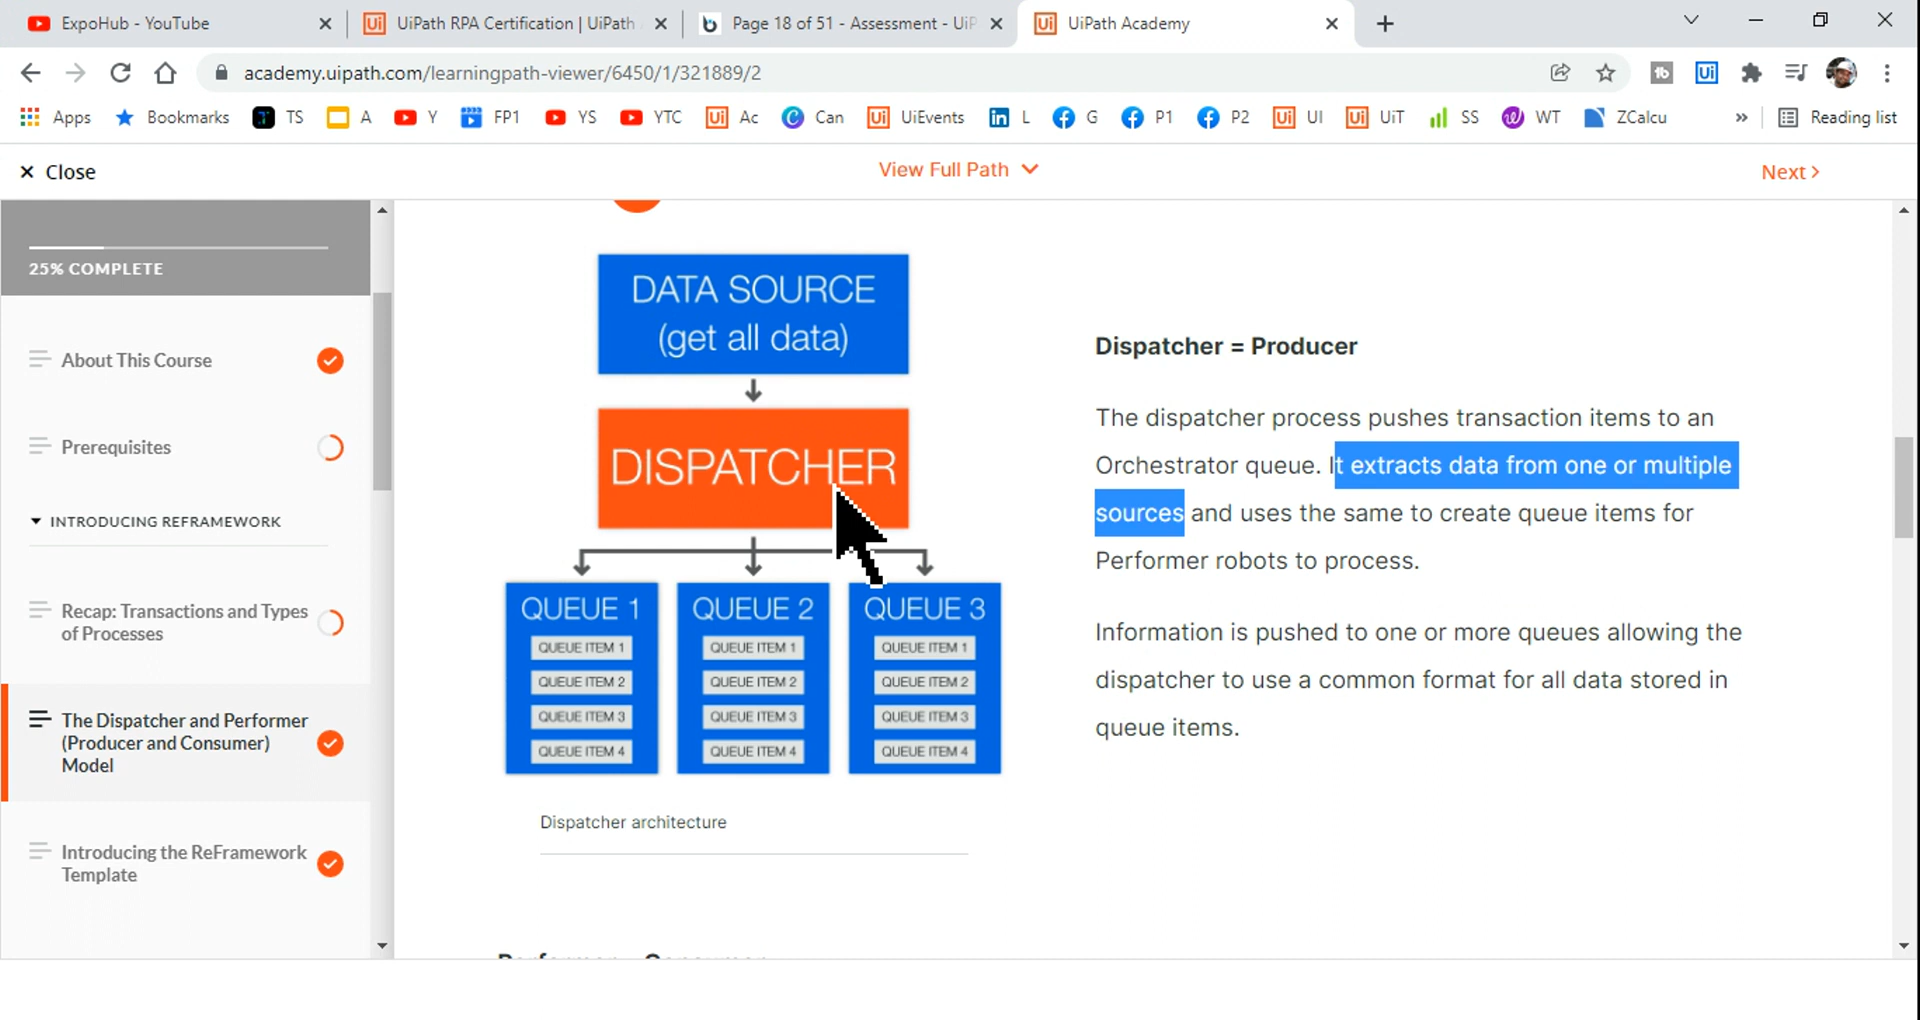 ExpoHub - YouTube
UiPath RPA Certification | UiPath
Page 18 of 51 - Assessment - UiP
UiPath Academy
academy.uipath.com/learningpath-viewer/6450/1/321889/2
Apps
Bookmarks
TS
A
Y
FP1
YS
YTC
Ac
Can
UiEvents
L
G
P1
P2
UI
UiT
SS
WT
ZCalcu
»
Reading list
Close
View Full Path
Next
25% COMPLETE
About This Course
Prerequisites
INTRODUCING REFRAMEWORK
Recap: Transactions and Types
of Processes
The Dispatcher and Performer
(Producer and Consumer)
Model
Introducing the ReFramework
Template
DATA SOURCE
(get all data)
DISPATCHER
QUEUE 1
QUEUE ITEM 1
QUEUE ITEM 2
QUEUE ITEM 3
QUEUE ITEM 4
QUEUE 2
QUEUE ITEM 1
QUEUE ITEM 2
QUEUE ITEM 3
QUEUE ITEM 4
QUEUE 3
QUEUE ITEM 1
QUEUE ITEM 2
QUEUE ITEM 3
QUEUE ITEM 4
Dispatcher architecture
Dispatcher = Producer
The dispatcher process pushes transaction items to an
Orchestrator queue. It extracts data from one or multiple
sources and uses the same to create queue items for
Performer robots to process.
Information is pushed to one or more queues allowing the
dispatcher to use a common format for all data stored in
queue items.